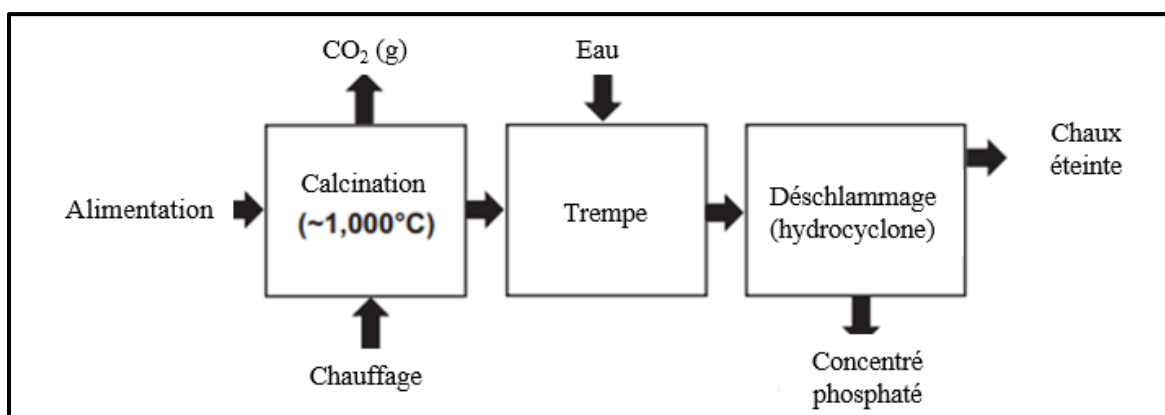 CO₂ (g)
Eau
Alimentation
Calcination
(~1,000°C)
Trempe
Déschlammage
(hydrocyclone)
Chaux
éteinte
Chauffage
Concentré
phosphaté